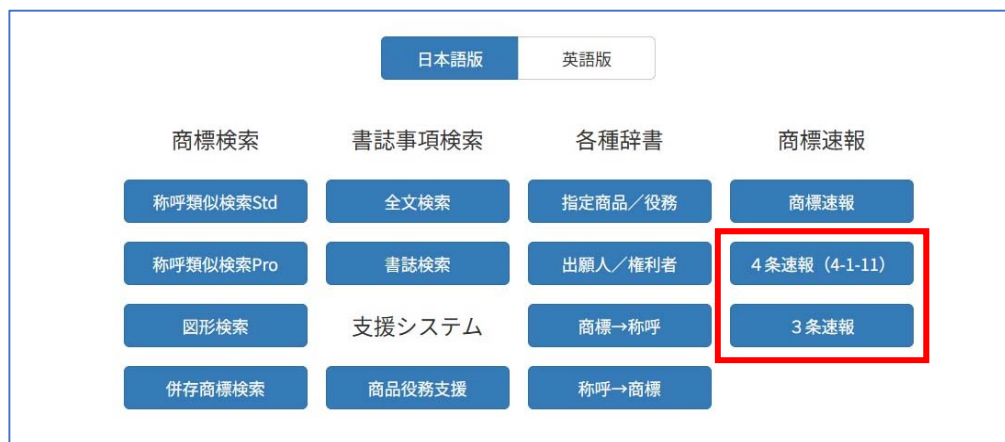 日本語版 英語版
商標検索 書誌事項検索 各種辞書 商標速報
称呼類似検索Std 全文検索 指定商品／役務 商標速報
称呼類似検索Pro 書誌検索 出願人／権利者 ４条速報（4-1-11）
図形検索 支援システム 商標→称呼 ３条速報
併存商標検索 商品役務支援 称呼→商標